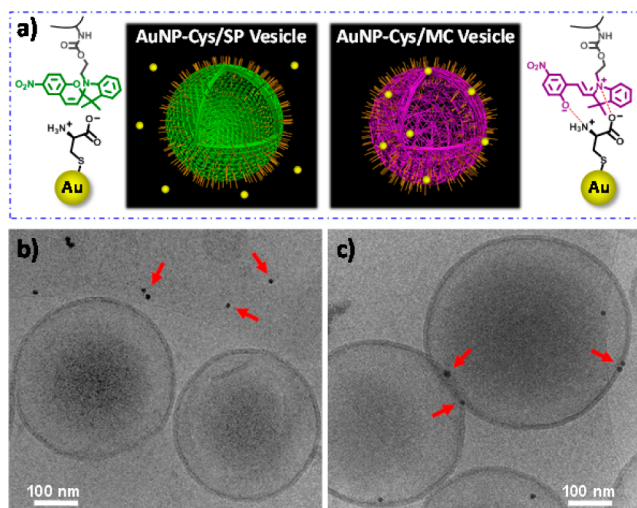 a)
AuNP-Cys/SP Vesicle
AuNP-Cys/MC Vesicle
NH
O
O
O₂N
O
N
H₃N⁺
O⁻
O
S
Au
NH
O
O
O₂N
N⁺
O⁻
H₃N⁺
O⁻
O
S
Au
b)
c)
100 nm
100 nm